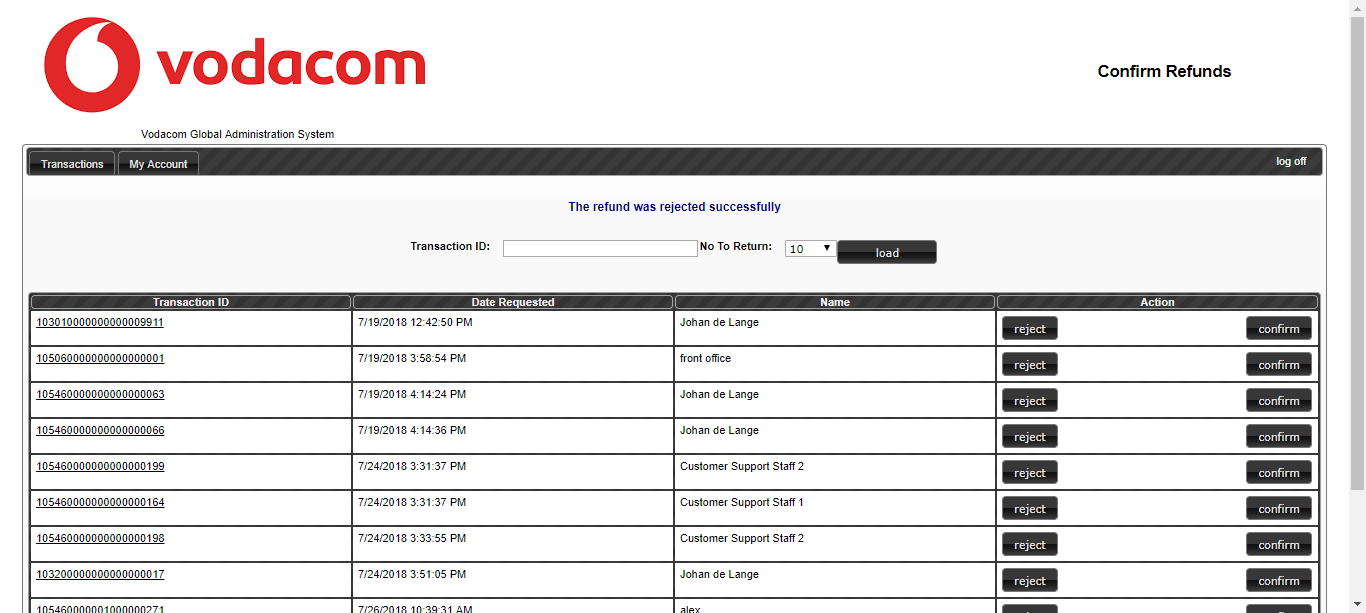 vodacom
Confirm Refunds
Vodacom Global Administration System
Transactions My Account log off
The refund was rejected successfully
Transaction ID: No To Return: 10 load
Transaction ID Date Requested Name Action
103010000000000009911 7/19/2018 12:42:50 PM Johan de Lange reject confirm
105060000000000000001 7/19/2018 3:58:54 PM front office reject confirm
105460000000000000063 7/19/2018 4:14:24 PM Johan de Lange reject confirm
105460000000000000066 7/19/2018 4:14:36 PM Johan de Lange reject confirm
105460000000000000199 7/24/2018 3:31:37 PM Customer Support Staff 2 reject confirm
105460000000000000164 7/24/2018 3:31:37 PM Customer Support Staff 1 reject confirm
105460000000000000198 7/24/2018 3:33:55 PM Customer Support Staff 2 reject confirm
103200000000000000017 7/24/2018 3:51:05 PM Johan de Lange reject confirm
105460000001000000271 7/26/2018 10:39:31 AM alex